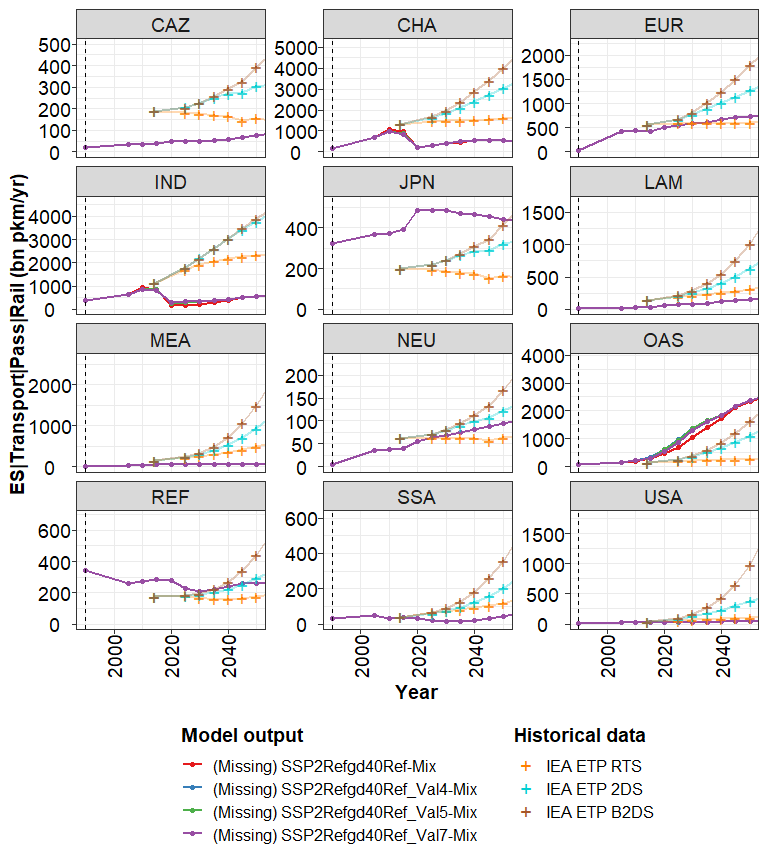 CAZ CHA EUR
500 400 300 200 100 0
5000 4000 3000 2000 1000 0
2000 1500 1000 500 0
IND JPN LAM
4000 3000 2000 1000 0
400 200 0
1500 1000 500 0
MEA NEU OAS
2000 1000 0
200 150 100 50 0
4000 3000 2000 1000 0
REF SSA USA
600 400 200 0
600 400 200 0
1500 1000 500 0
ES|Transport|Pass|Rail (bn pkm/yr)
2000 2020 2040 2000 2020 2040 2000 2020 2040
Year
Model output
(Missing) SSP2Refgd40Ref-Mix
(Missing) SSP2Refgd40Ref_Val4-Mix
(Missing) SSP2Refgd40Ref_Val5-Mix
(Missing) SSP2Refgd40Ref_Val7-Mix
Historical data
IEA ETP RTS
IEA ETP 2DS
IEA ETP B2DS